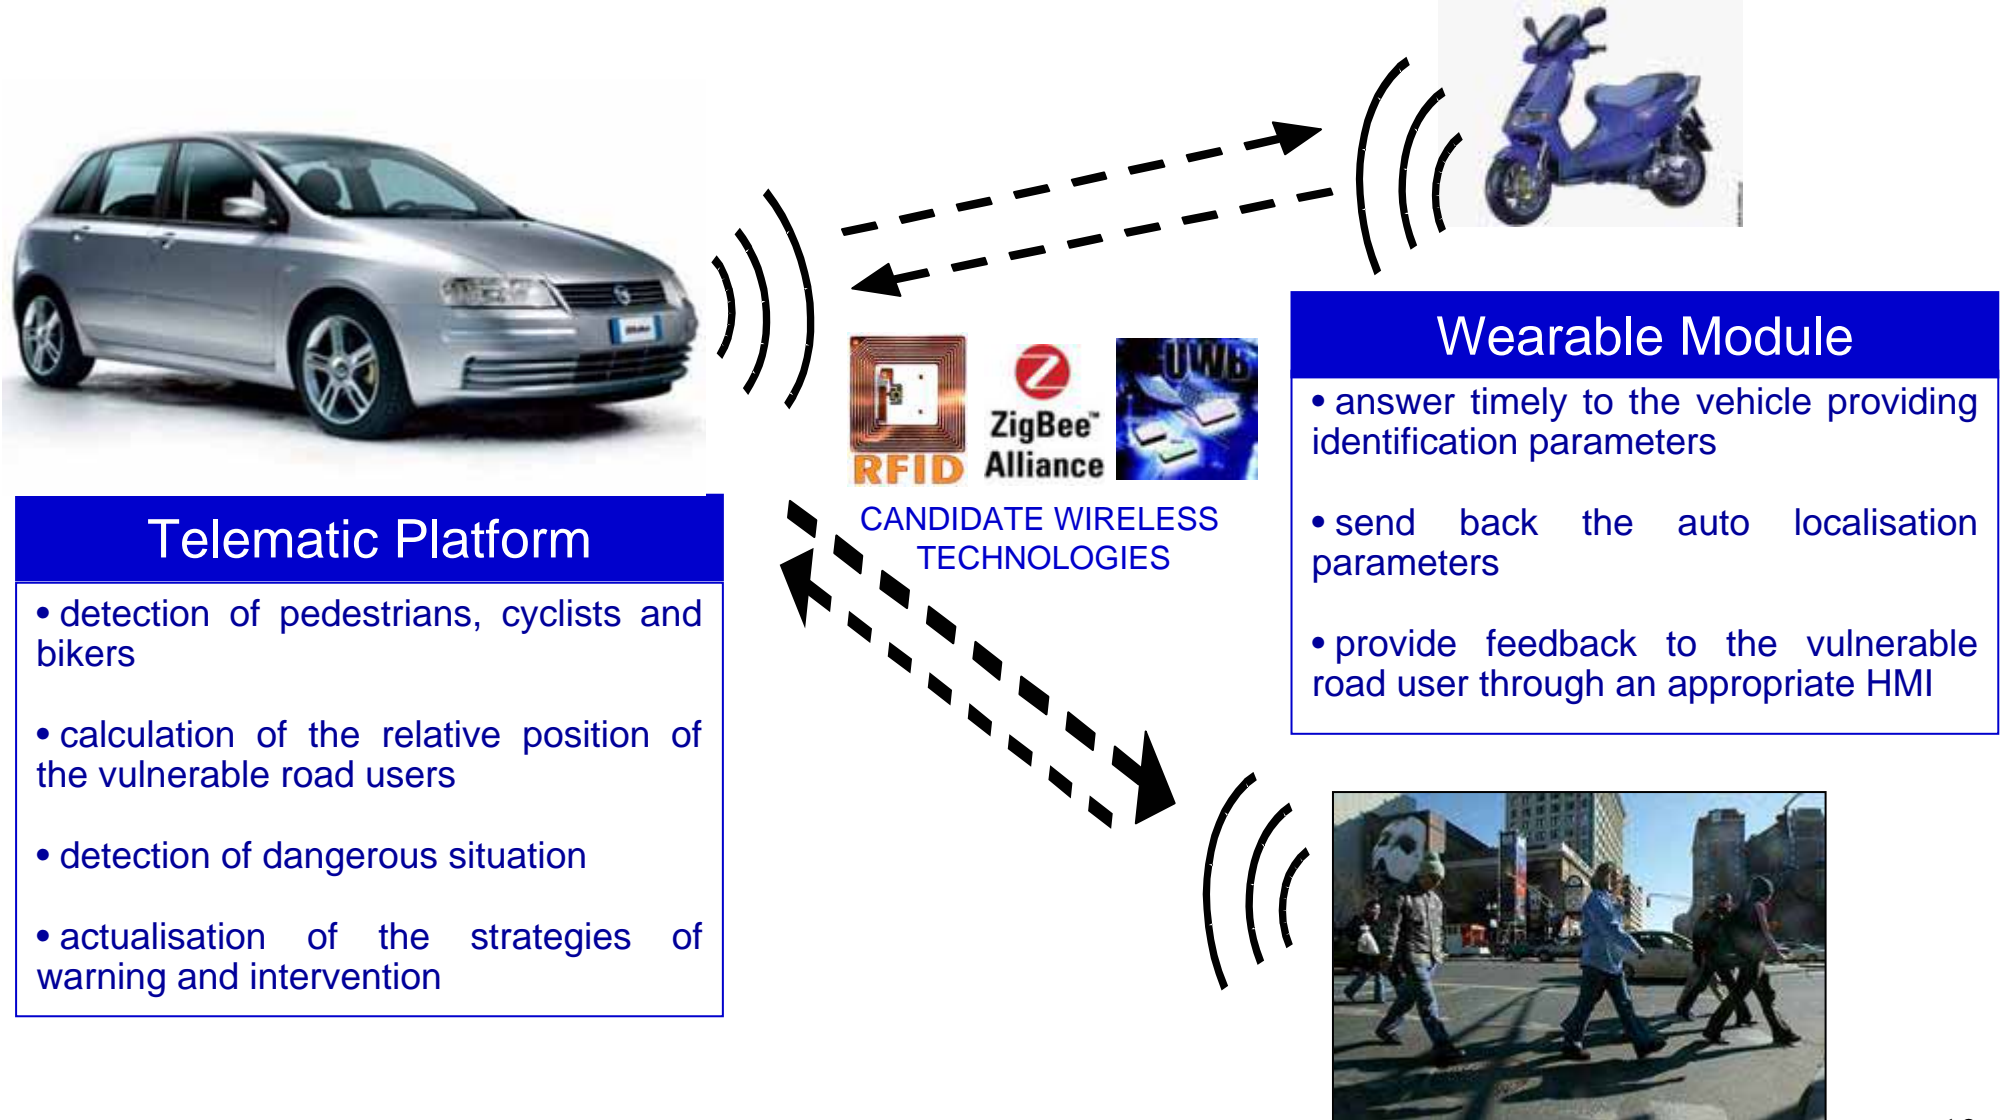 Telematic Platform
• detection of pedestrians, cyclists and
bikers
• calculation of the relative position of
the vulnerable road users
• detection of dangerous situation
• actualisation of the strategies of
warning and intervention
RFID
ZigBee™
Alliance
UWB
CANDIDATE WIRELESS
TECHNOLOGIES
Wearable Module
• answer timely to the vehicle providing
identification parameters
• send back the auto localisation
parameters
• provide feedback to the vulnerable
road user through an appropriate HMI